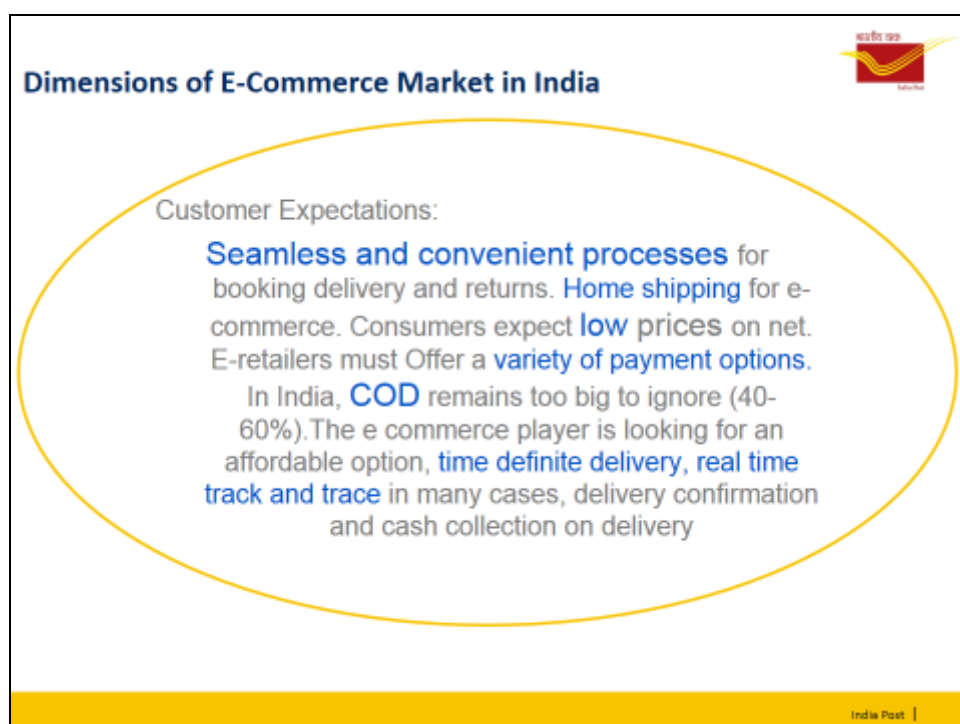 भारतीय डाक
India Post
Dimensions of E-Commerce Market in India
Customer Expectations:
Seamless and convenient processes for
booking delivery and returns. Home shipping for e-
commerce. Consumers expect low prices on net.
E-retailers must Offer a variety of payment options.
In India, COD remains too big to ignore (40-
60%).The e commerce player is looking for an
affordable option, time definite delivery, real time
track and trace in many cases, delivery confirmation
and cash collection on delivery
India Post |